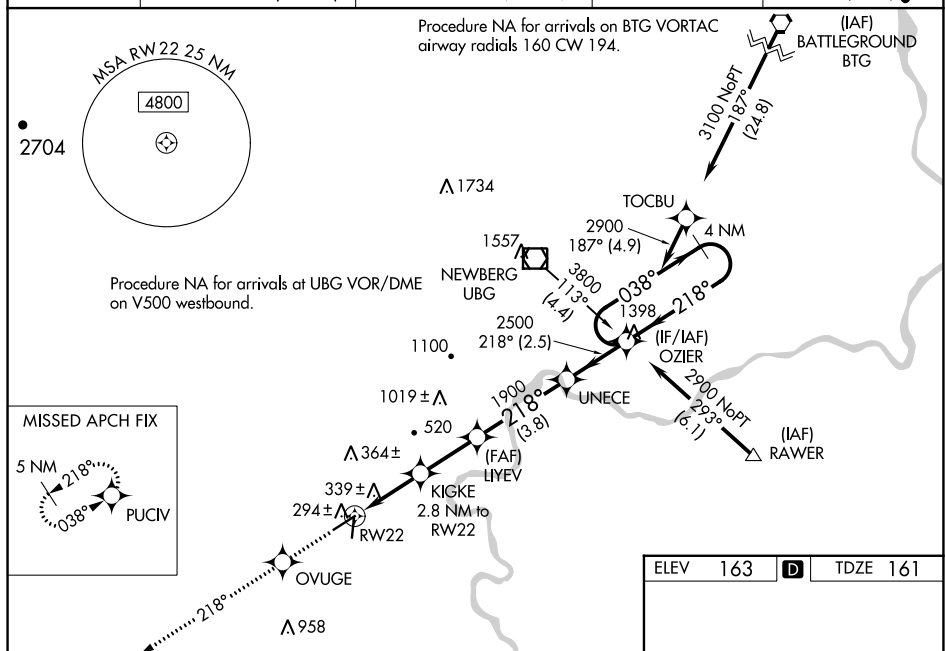 Procedure NA for arrivals on BTG VORTAC
airway radials 160 CW 194.
(IAF)
BATTLEGROUND
BTG
MSA RW 22 25 NM
4800
2704
3100 NoPT
187°
(24.8)
1734
TOCBU
2900
187° (4.9)
4 NM
1557
NEWBERG
UBG
3800
113°
(4.4)
038°
218°
Procedure NA for arrivals at UBG VOR/DME
on V500 westbound.
1398
(IF/IAF)
OZIER
2500
218° (2.5)
1100
UNECE
2900 NoPT
293°
(6.1)
1900
218°
(3.8)
1019±
520
(IAF)
RAWER
MISSED APCH FIX
5 NM
218°
038°
PUCIV
(FAF)
LIYEV
364±
KIGKE
2.8 NM to
RW22
339±
294±
RW22
OVUGE
218°
958
ELEV 163 D TDZE 161